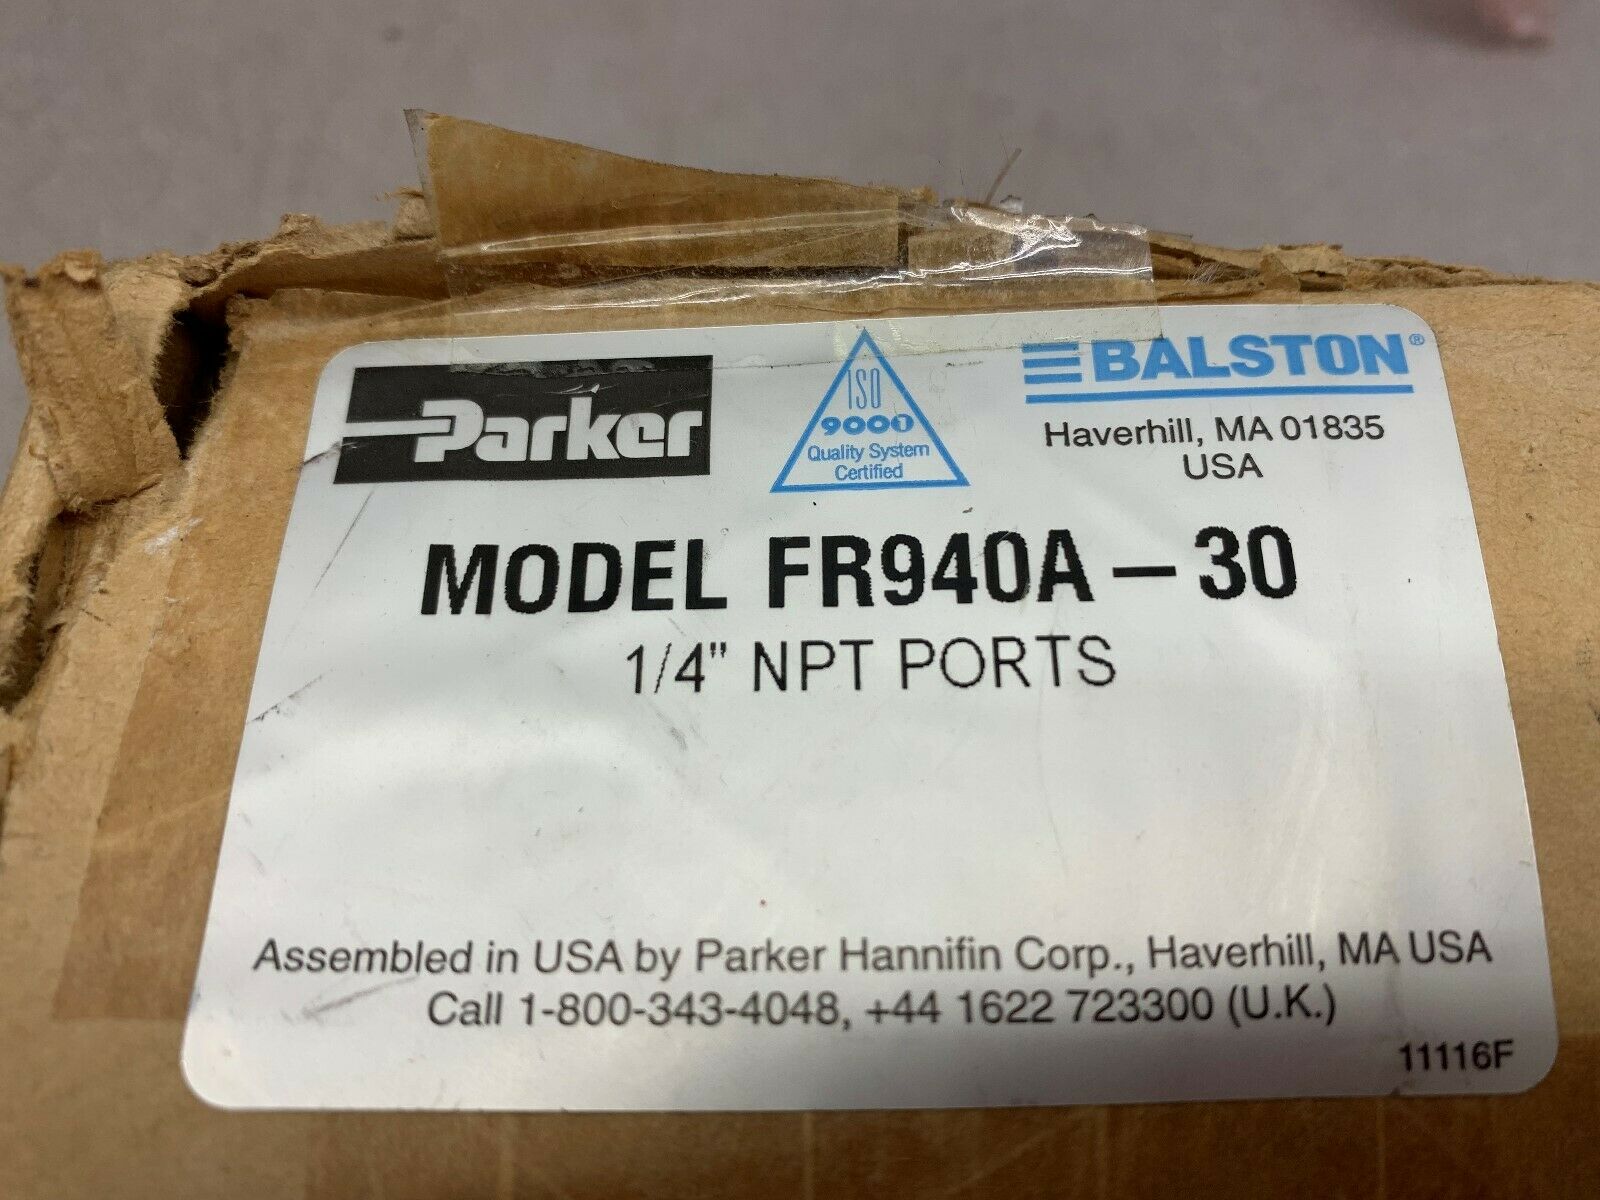 Parker
ISO
9001
Quality System
Certified
BALSTON®
Haverhill, MA 01835
USA
MODEL FR940A-30
1/4" NPT PORTS
Assembled in USA by Parker Hannifin Corp., Haverhill, MA USA
Call 1-800-343-4048, +44 1622 723300 (U.K.)
11116F